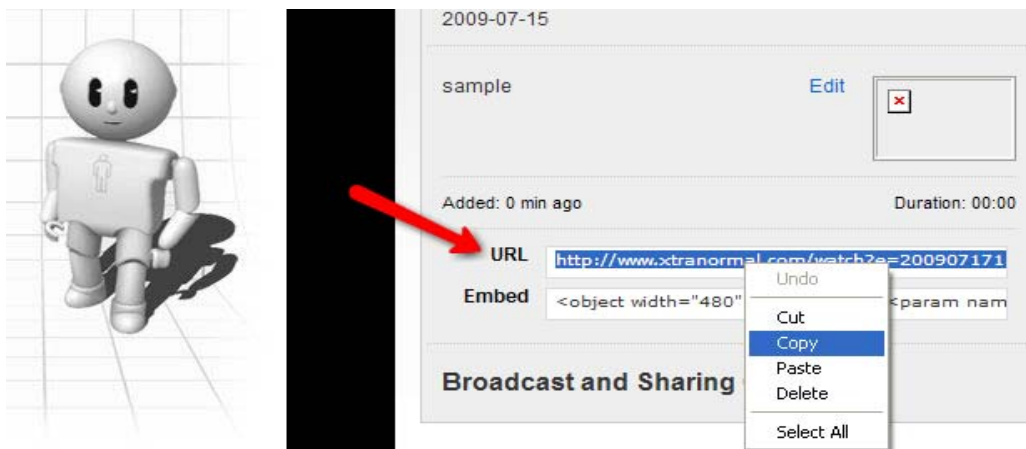 2009-07-15
sample Edit
Added: 0 min ago Duration: 00:00
URL http://www.xtranormal.com/watch?e=200907171
Embed <object width="480" <param nam
Undo
Cut
Copy
Paste
Delete
Select All
Broadcast and Sharing